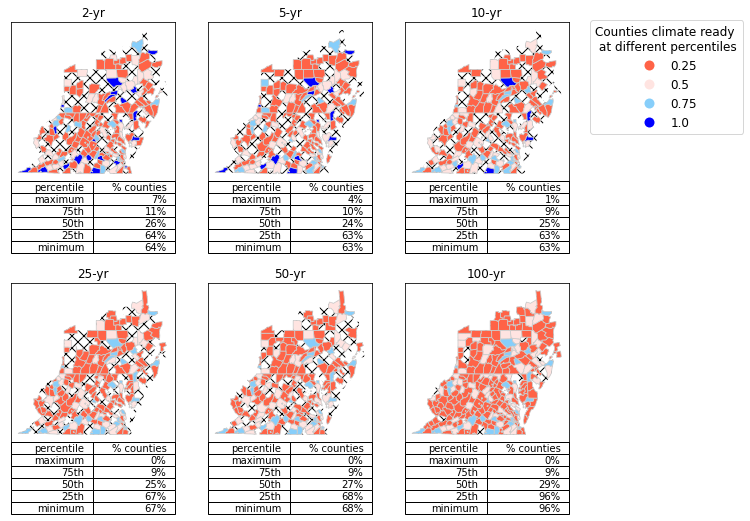 2-yr
5-yr
10-yr
Counties climate ready
at different percentiles
0.25
0.5
0.75
1.0
percentile % counties
maximum 7%
75th 11%
50th 26%
25th 64%
minimum 64%
percentile % counties
maximum 4%
75th 10%
50th 24%
25th 63%
minimum 63%
percentile % counties
maximum 1%
75th 9%
50th 25%
25th 63%
minimum 63%
25-yr
50-yr
100-yr
percentile % counties
maximum 0%
75th 9%
50th 25%
25th 67%
minimum 67%
percentile % counties
maximum 0%
75th 9%
50th 27%
25th 68%
minimum 68%
percentile % counties
maximum 0%
75th 9%
50th 29%
25th 96%
minimum 96%